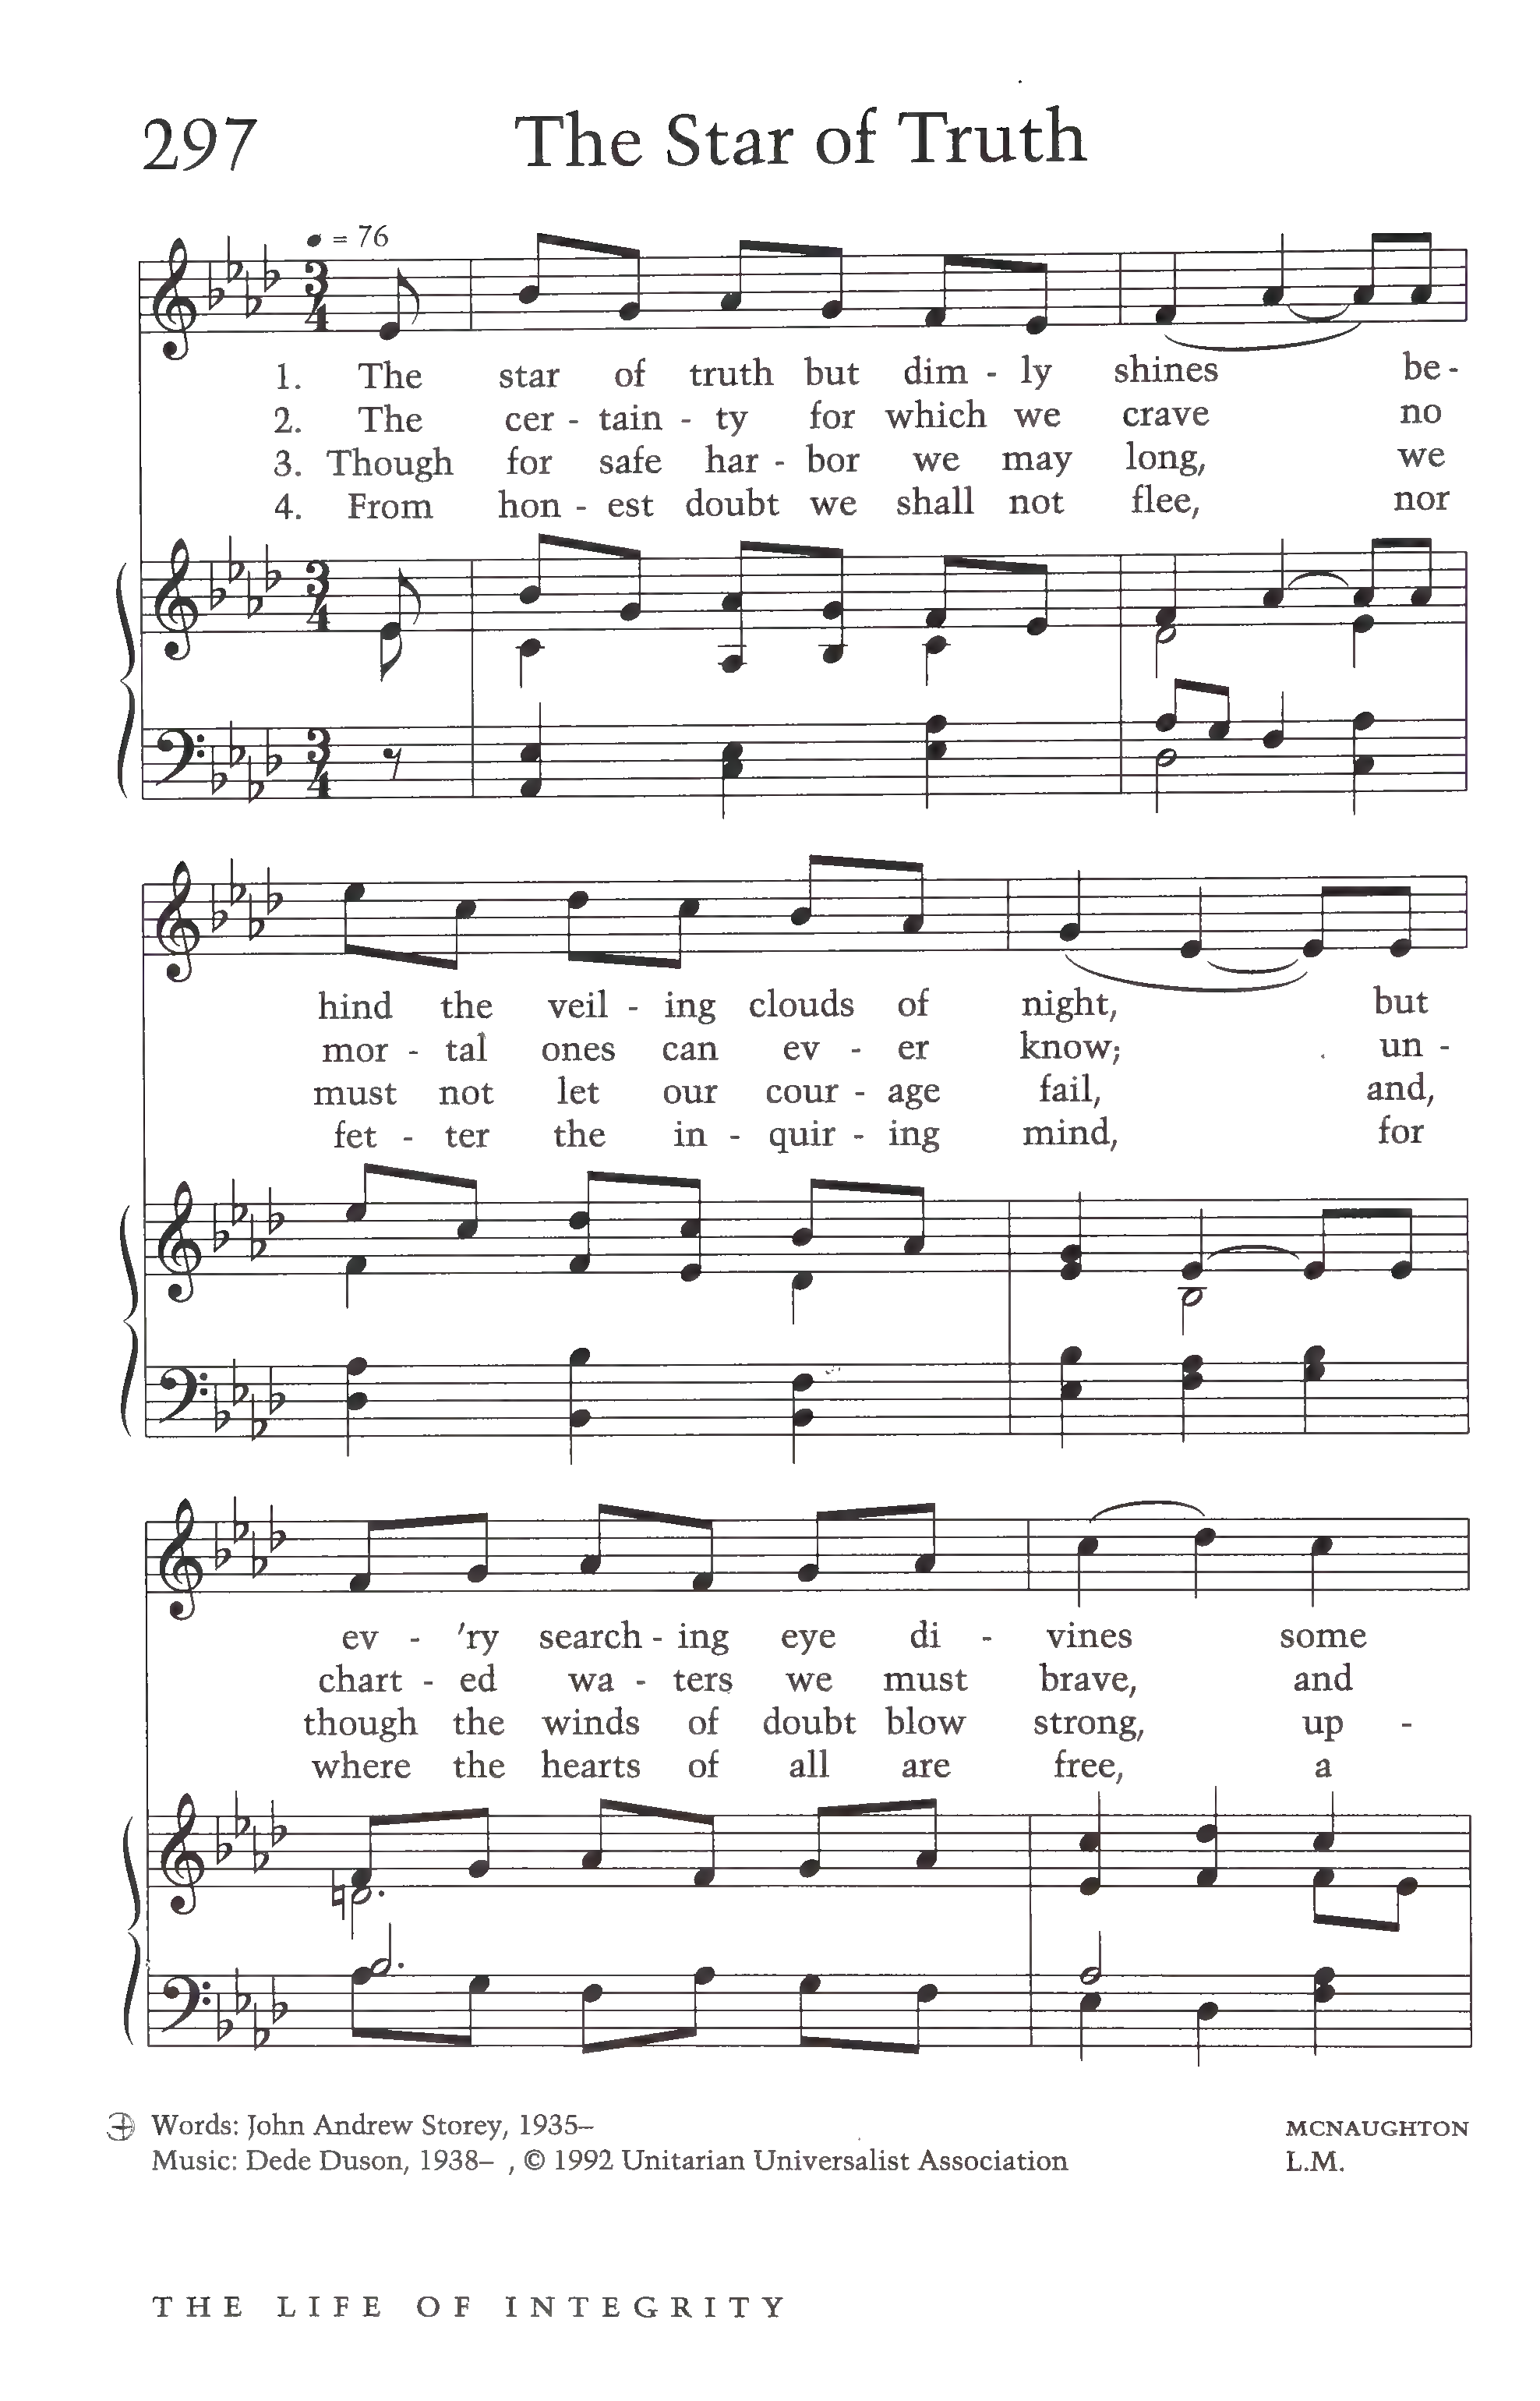 297 The Star of Truth
♩ = 76
1. The star of truth but dim - ly shines be -
2. The cer - tain - ty for which we crave no
3. Though for safe har - bor we may long, we
4. From hon - est doubt we shall not flee, nor
hind the veil - ing clouds of night, but
mor - tal ones can ev - er know; un -
must not let our cour - age fail, and,
fet - ter the in - quir - ing mind, for
ev - 'ry search - ing eye di - vines some
chart - ed wa - ters we must brave, and
though the winds of doubt blow strong, up -
where the hearts of all are free, a
Words: John Andrew Storey, 1935– MCNAUGHTON
Music: Dede Duson, 1938– , © 1992 Unitarian Universalist Association L.M.
THE LIFE OF INTEGRITY